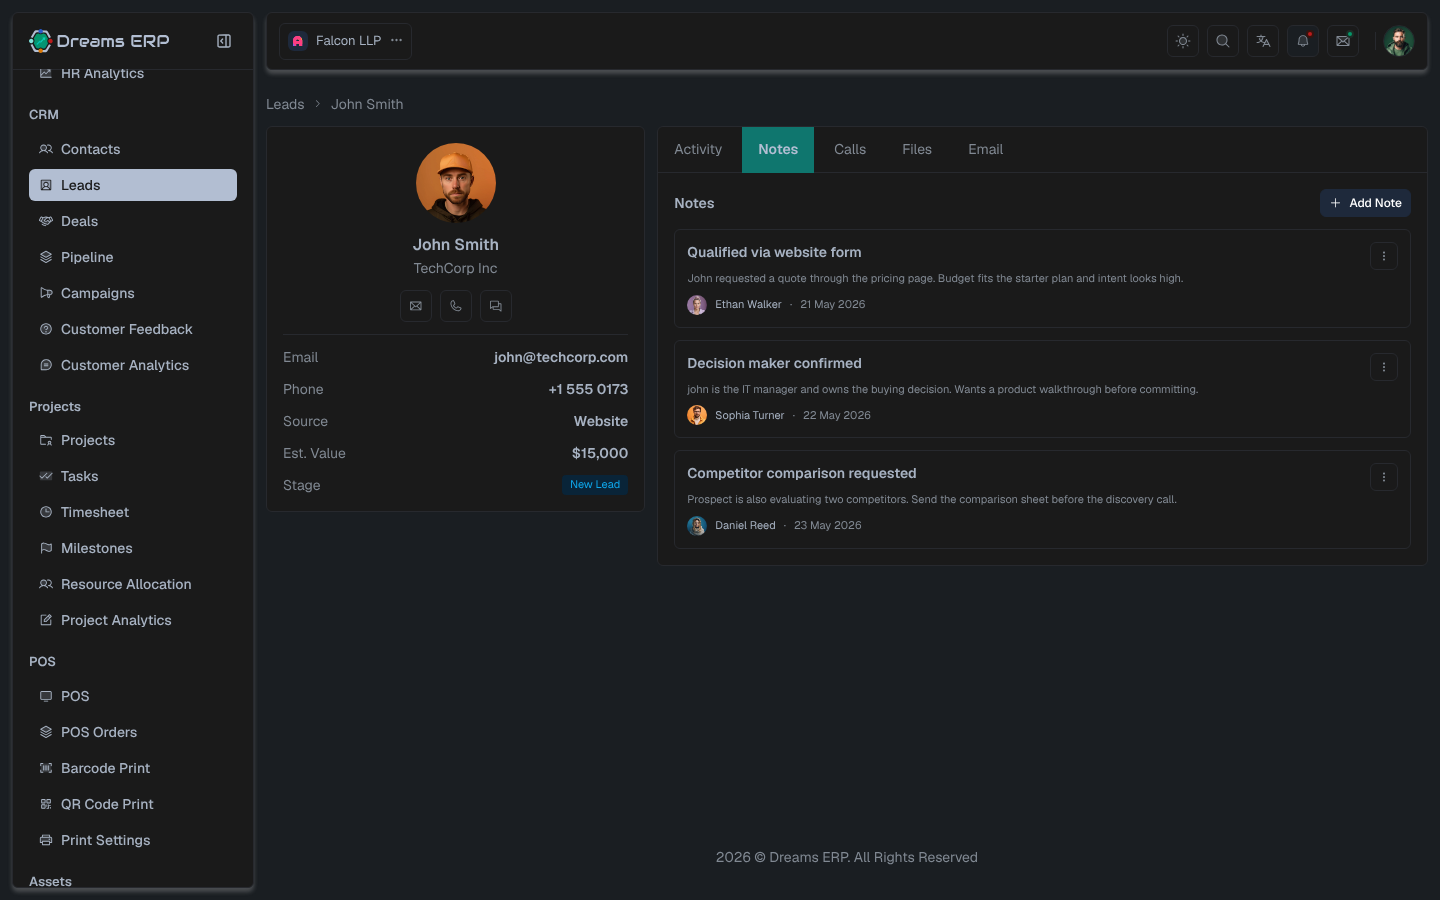 Dreams ERP
HR Analytics
CRM
Contacts
Leads
Deals
Pipeline
Campaigns
Customer Feedback
Customer Analytics
Projects
Projects
Tasks
Timesheet
Milestones
Resource Allocation
Project Analytics
POS
POS
POS Orders
Barcode Print
QR Code Print
Print Settings
Assets
Falcon LLP
Leads
John Smith
John Smith
TechCorp Inc
Email john@techcorp.com
Phone +1 555 0173
Source Website
Est. Value $15,000
Stage New Lead
Activity Notes Calls Files Email
Notes
Add Note
Qualified via website form
John requested a quote through the pricing page. Budget fits the starter plan and intent looks high.
Ethan Walker · 21 May 2026
Decision maker confirmed
john is the IT manager and owns the buying decision. Wants a product walkthrough before committing.
Sophia Turner · 22 May 2026
Competitor comparison requested
Prospect is also evaluating two competitors. Send the comparison sheet before the discovery call.
Daniel Reed · 23 May 2026
2026 © Dreams ERP. All Rights Reserved